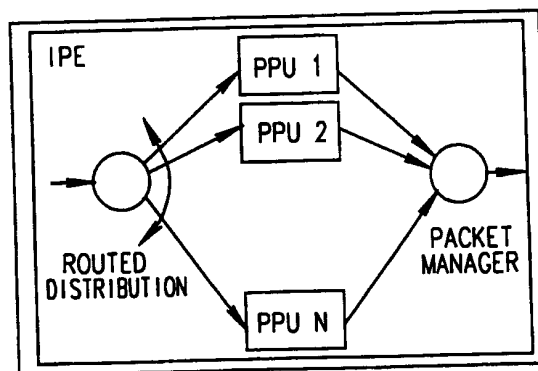 IPE
PPU 1
PPU 2
ROUTED
DISTRIBUTION
PACKET
MANAGER
PPU N